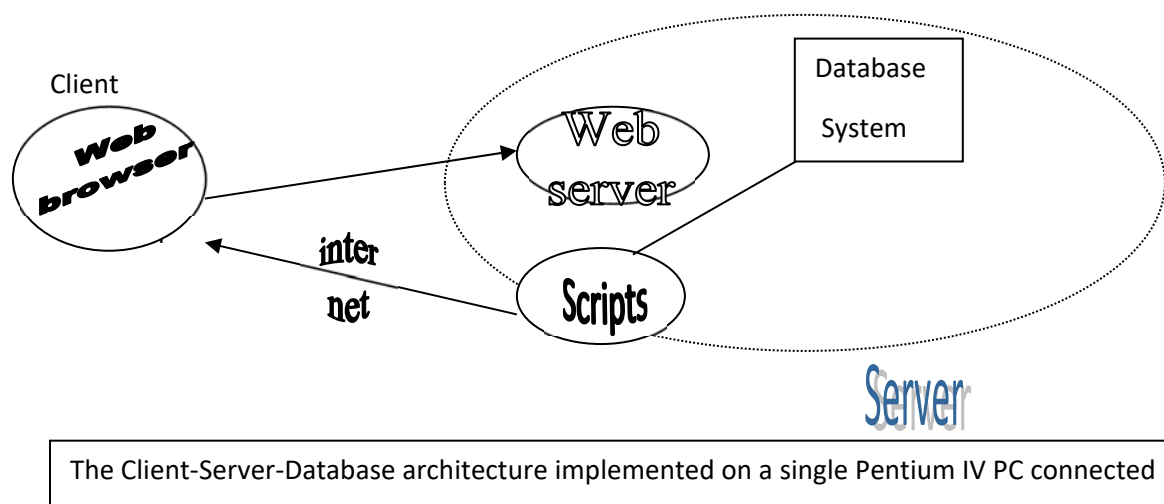 Client
Web
browser
inter
net
Web
server
Scripts
Database
System
Server
The Client-Server-Database architecture implemented on a single Pentium IV PC connected